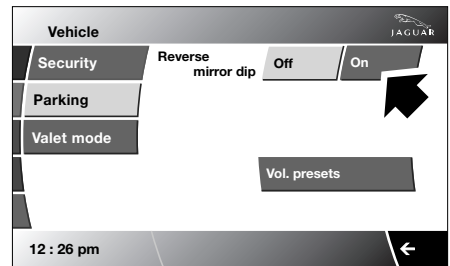 Vehicle
JAGUAR
Security
Reverse
mirror dip
Off
On
Parking
Valet mode
Vol. presets
12 : 26 pm